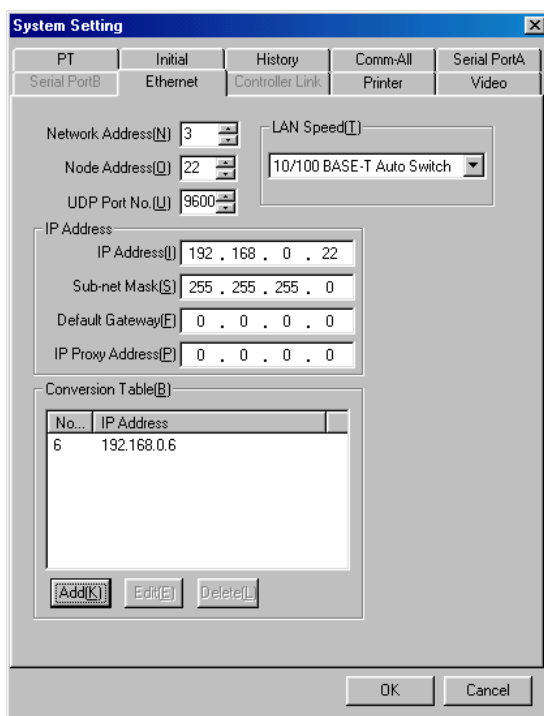 System Setting
PT Initial History Comm-All Serial PortA
Serial PortB Ethernet Controller Link Printer Video
Network Address(N) 3
Node Address(O) 22
UDP Port No.(U) 9600
LAN Speed(T)
10/100 BASE-T Auto Switch
IP Address
IP Address(I) 192 . 168 . 0 . 22
Sub-net Mask(S) 255 . 255 . 255 . 0
Default Gateway(F) 0 . 0 . 0 . 0
IP Proxy Address(P) 0 . 0 . 0 . 0
Conversion Table(B)
No... IP Address
6 192.168.0.6
Add(K) Edit(E) Delete(L)
OK Cancel